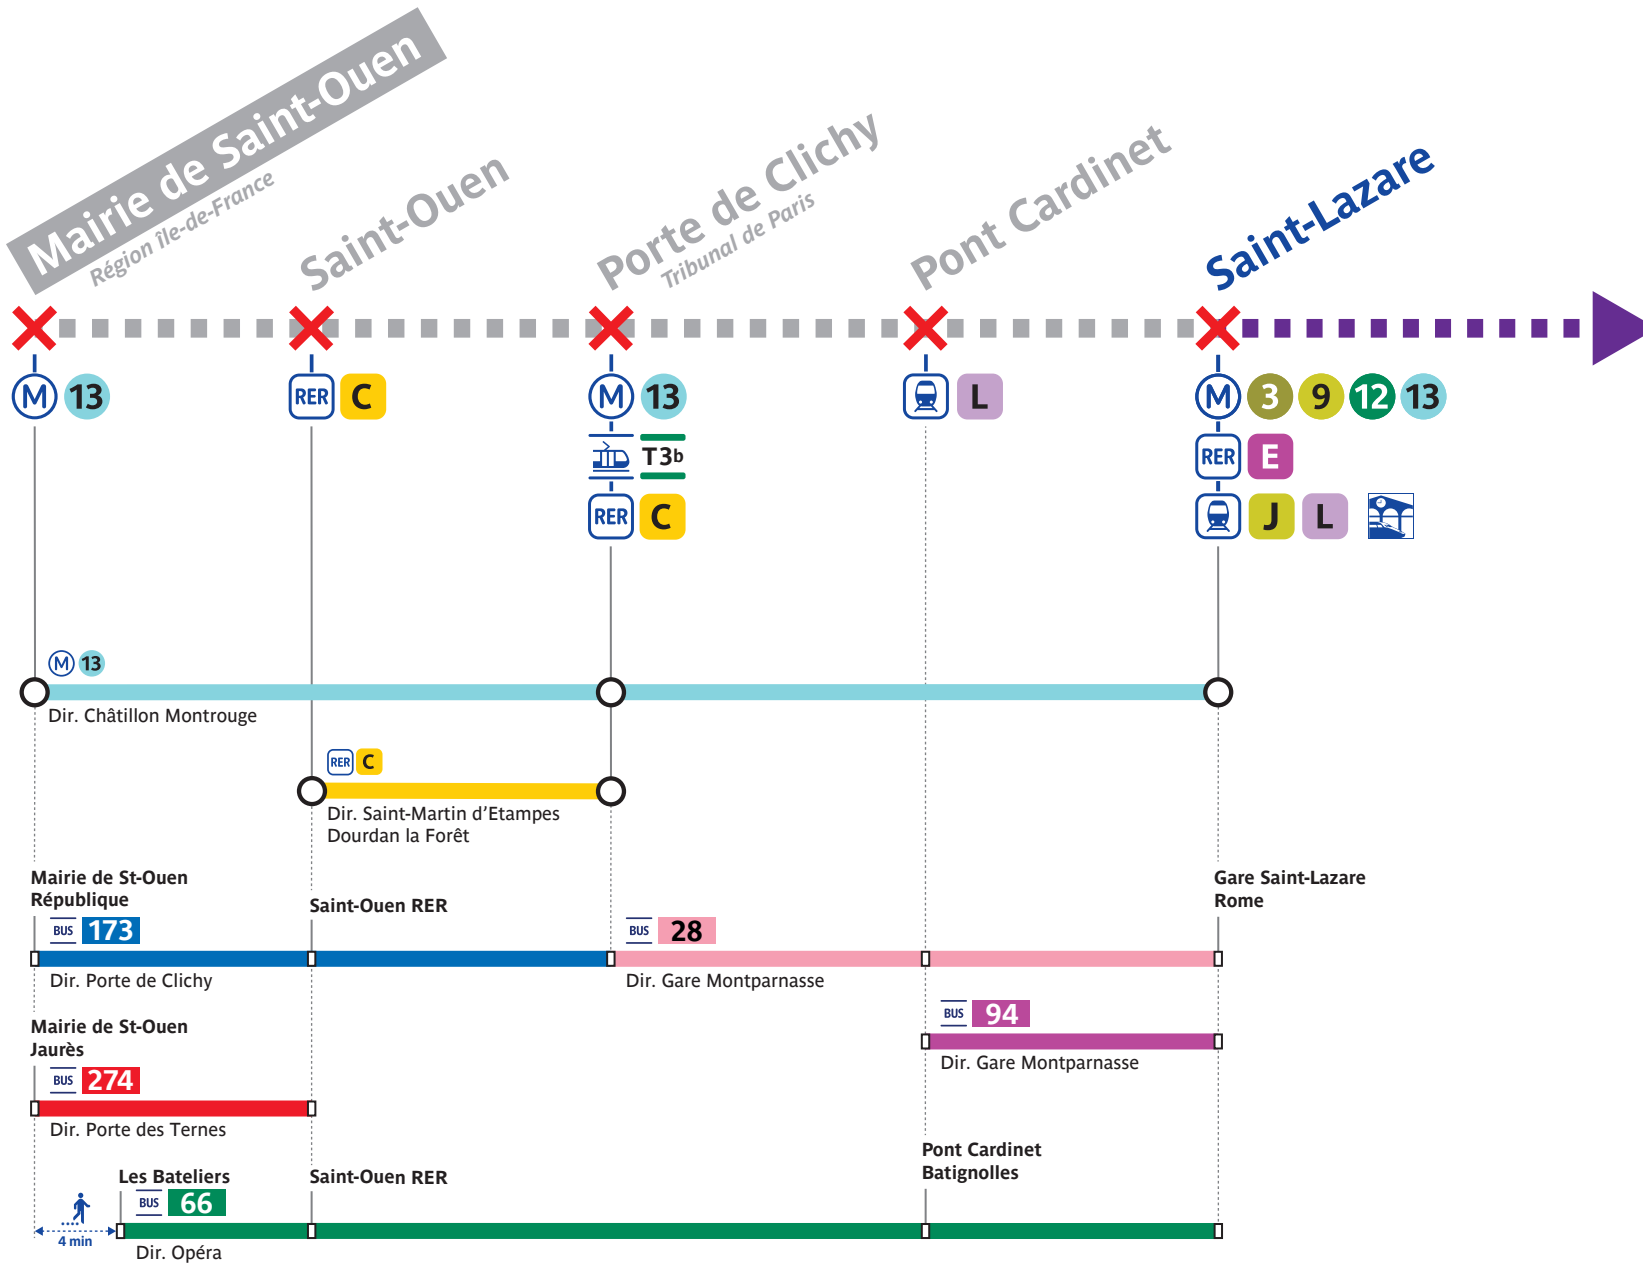 Mairie de Saint-Ouen
Région île-de-France
Saint-Ouen
Porte de Clichy
Tribunal de Paris
Pont Cardinet
Saint-Lazare
M 13
RER C
M 13
T3b
RER C
L
M 3 9 12 13
RER E
J L
M 13
Dir. Châtillon Montrouge
RER C
Dir. Saint-Martin d’Etampes
Dourdan la Forêt
Mairie de St-Ouen
République
Saint-Ouen RER
Gare Saint-Lazare
Rome
BUS 173
BUS 28
Dir. Porte de Clichy
Dir. Gare Montparnasse
BUS 94
Dir. Gare Montparnasse
Mairie de St-Ouen
Jaurès
BUS 274
Dir. Porte des Ternes
Les Bateliers
Saint-Ouen RER
Pont Cardinet
Batignolles
BUS 66
4 min
Dir. Opéra